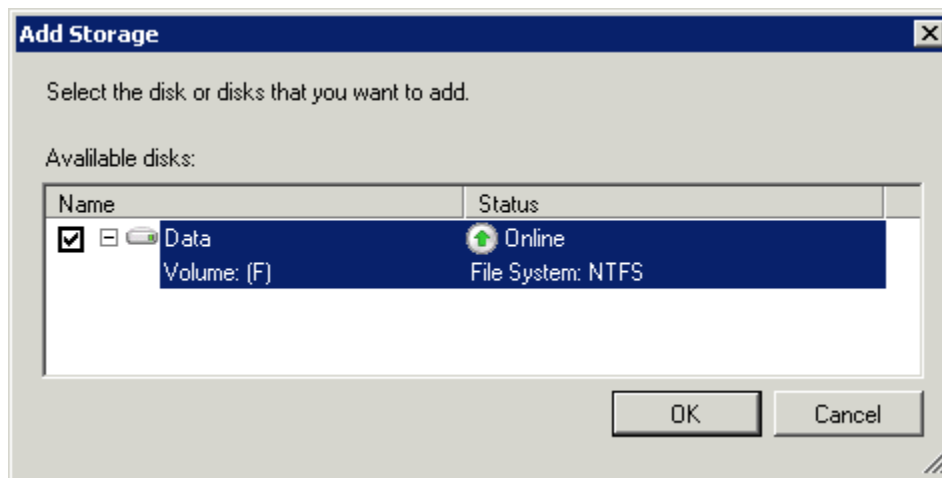 Add Storage
Select the disk or disks that you want to add.
Avalilable disks:
Name Status
Data Online
Volume: (F) File System: NTFS
OK Cancel